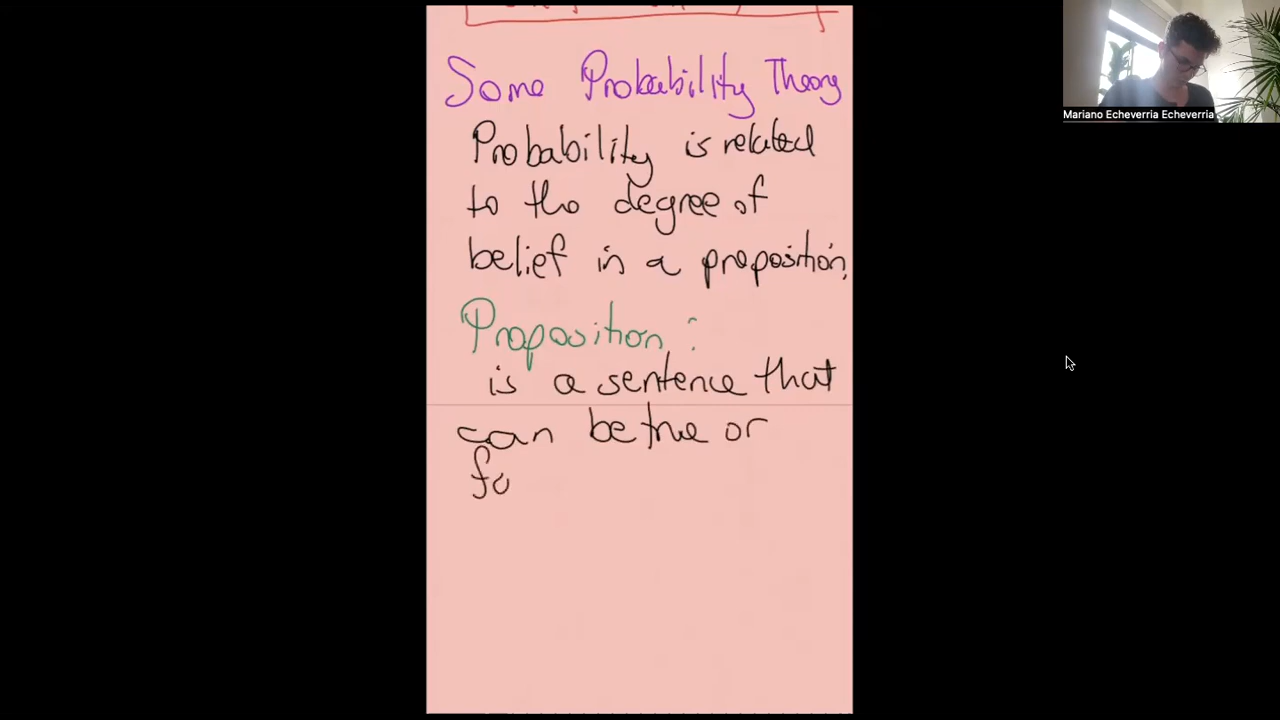 Some Probability Theory
Probability is related
to the degree of
belief in a proposition.
Proposition:
is a sentence that
can be true or
fa
Mariano Echeverria Echeverria